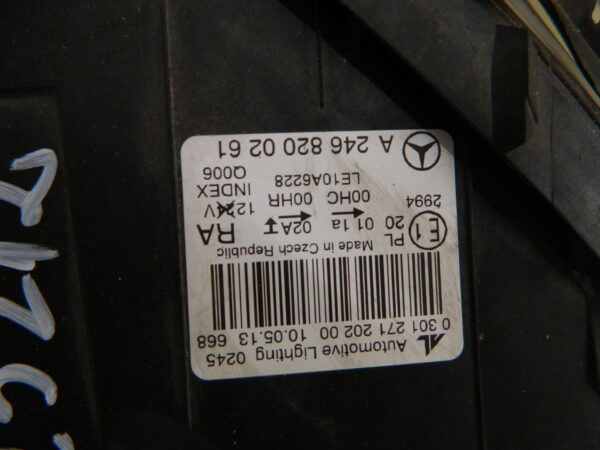 Automotive Lighting 0245
0 301 271 202 00 10.05.13 668
Made in Czech Republic
E1 PL RA
20 01 1a 02A 12V
2994 00HC 00HR INDEX
LE10A6228 Q006
A 246 820 02 61